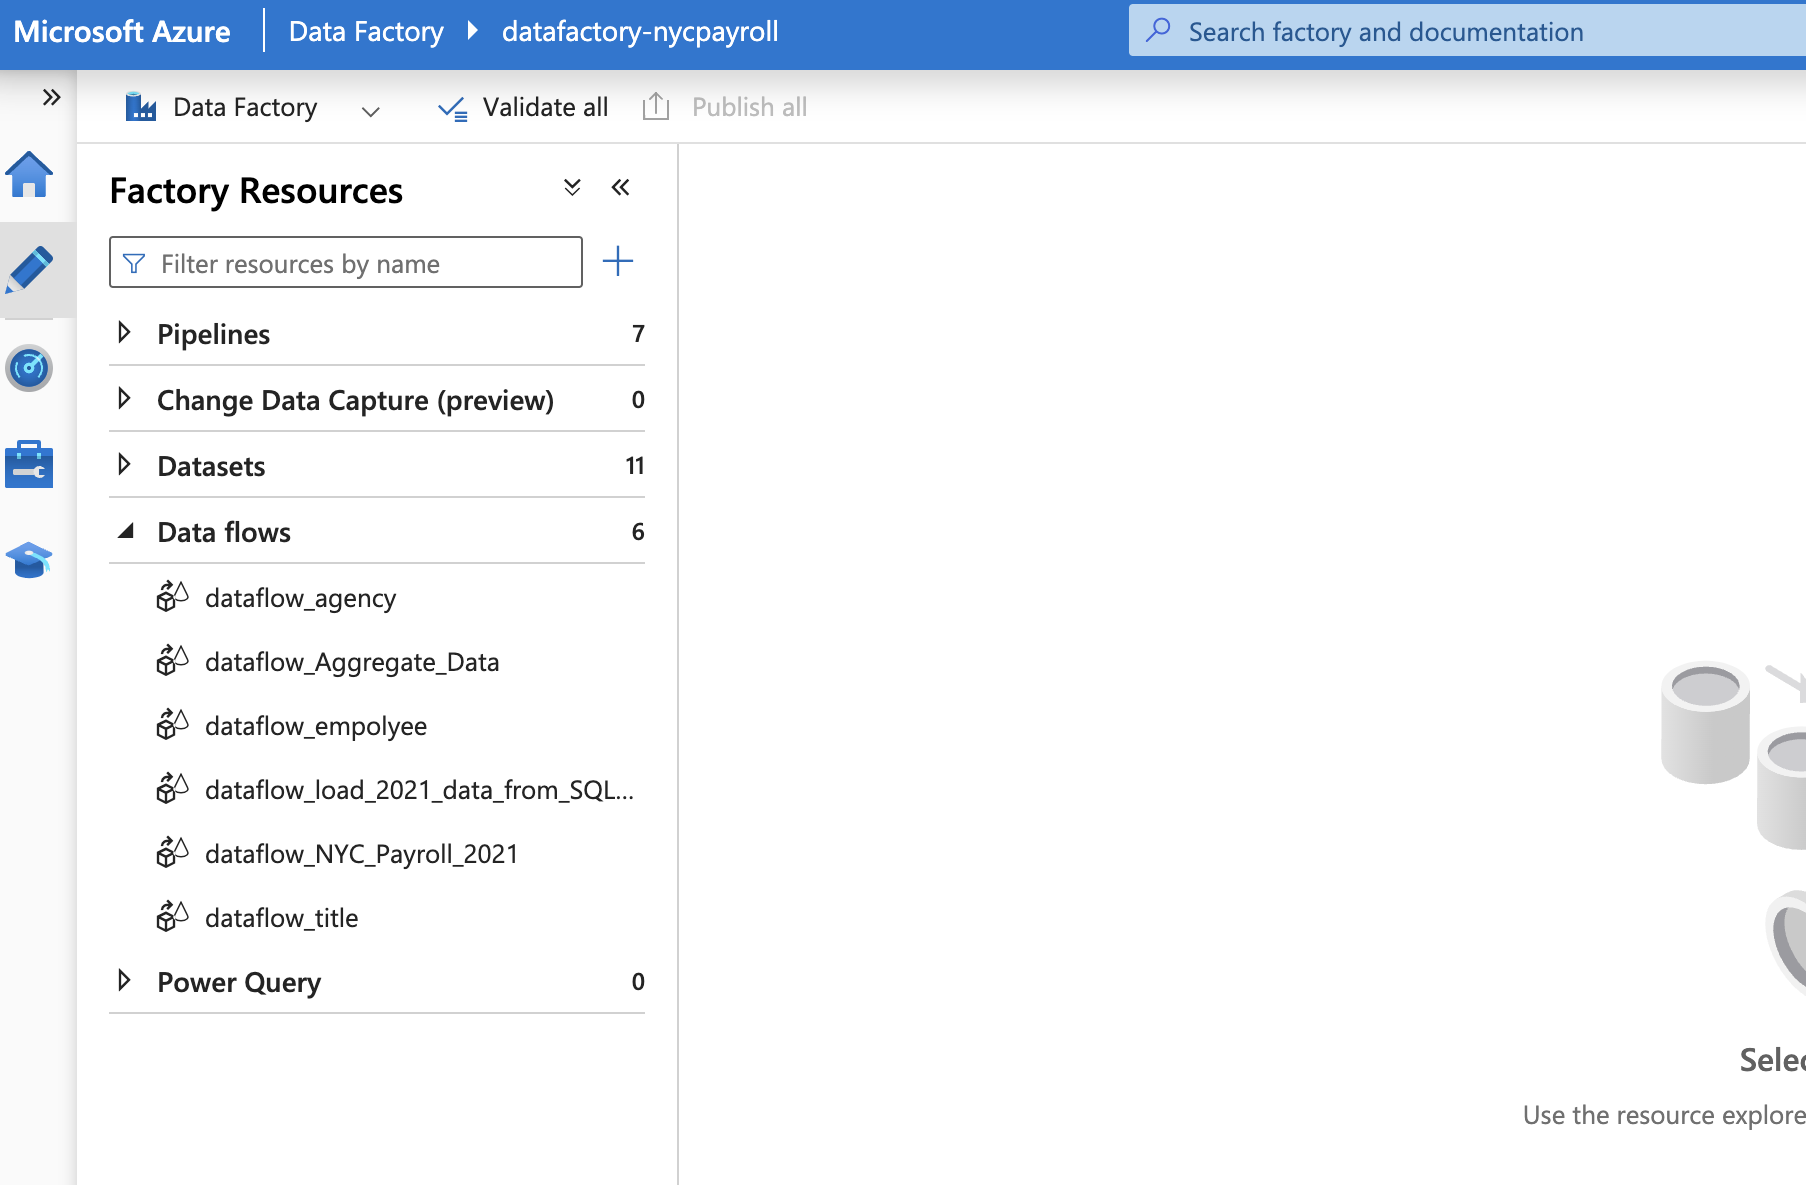 Microsoft Azure Data Factory datafactory-nycpayroll Search factory and documentation
Data Factory Validate all Publish all
Factory Resources
Filter resources by name
Pipelines 7
Change Data Capture (preview) 0
Datasets 11
Data flows 6
dataflow_agency
dataflow_Aggregate_Data
dataflow_empolyee
dataflow_load_2021_data_from_SQL...
dataflow_NYC_Payroll_2021
dataflow_title
Power Query 0
Selec
Use the resource explore